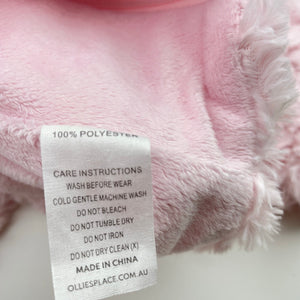 100% POLYESTER
CARE INSTRUCTIONS
WASH BEFORE WEAR
COLD GENTLE MACHINE WASH
DO NOT BLEACH
DO NOT TUMBLE DRY
DO NOT IRON
DO NOT DRY CLEAN (X)
MADE IN CHINA
OLLIESPLACE.COM.AU